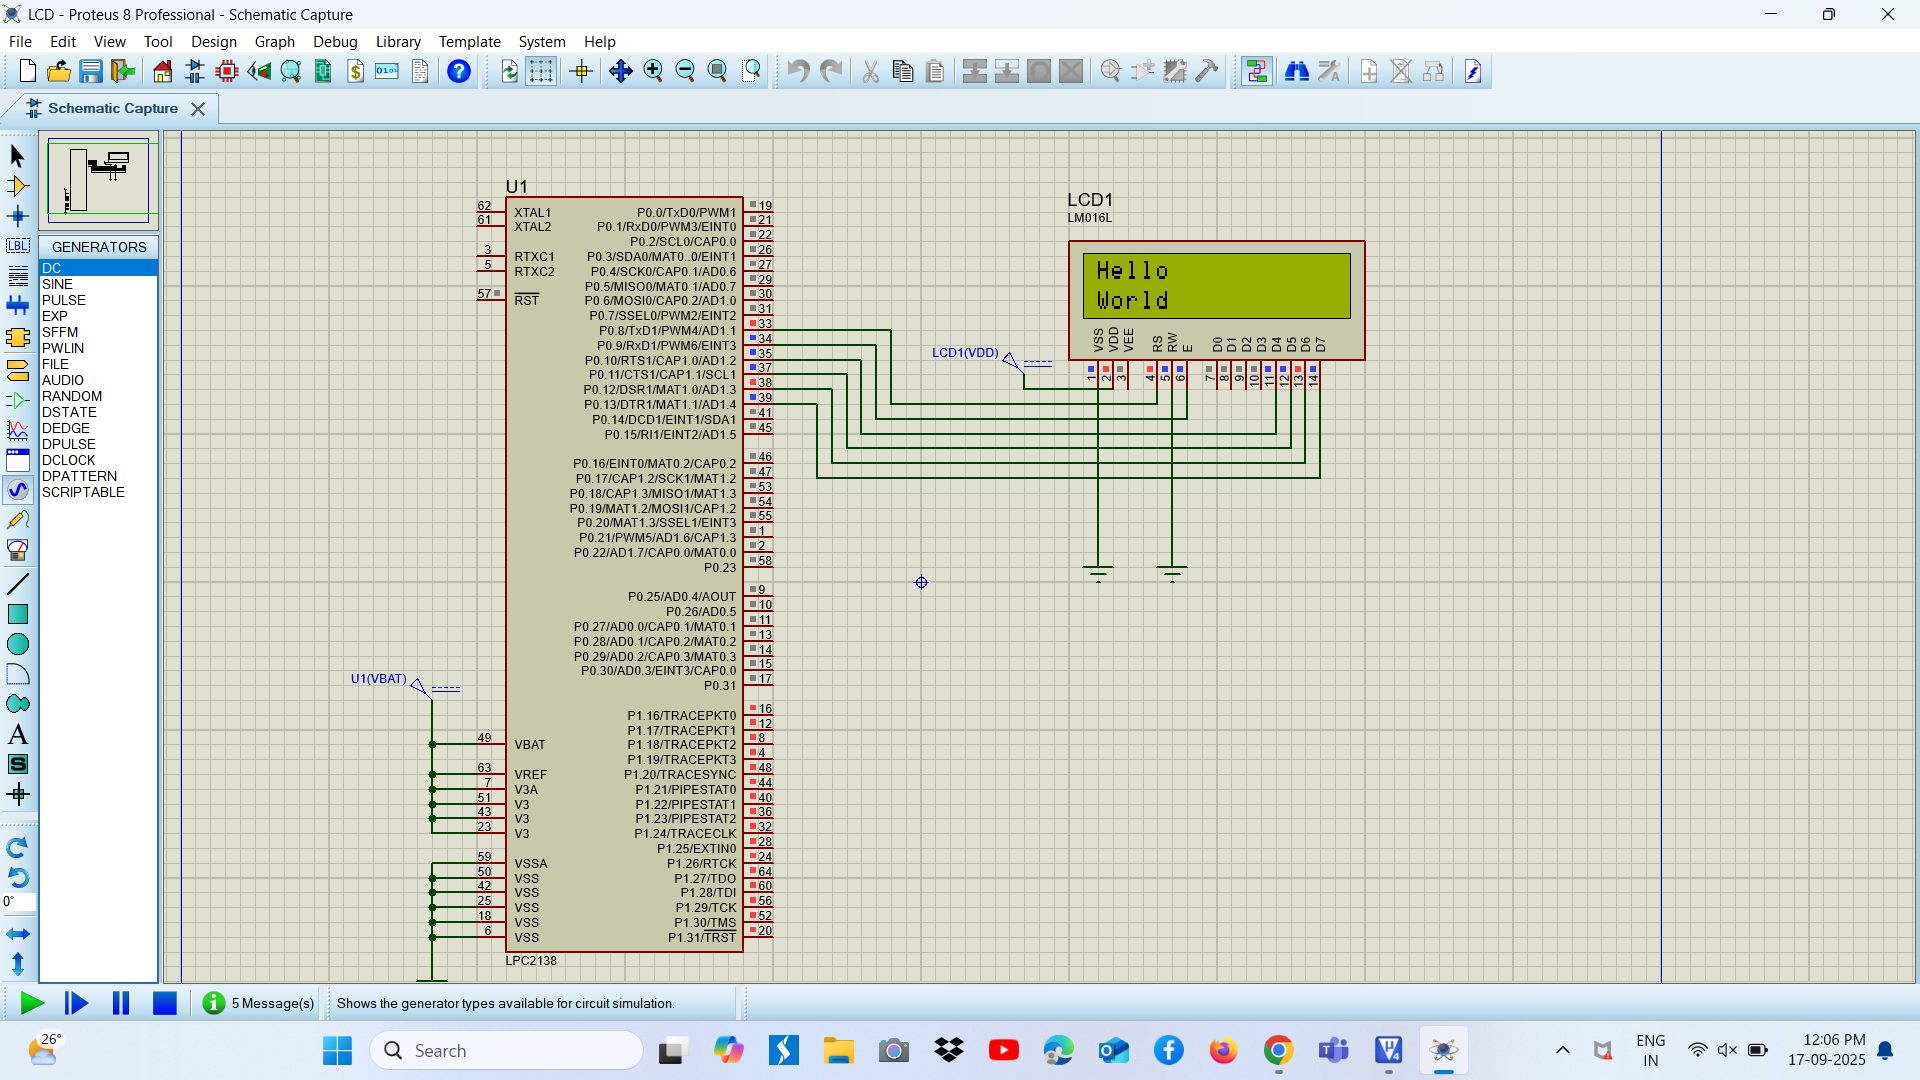 LCD - Proteus 8 Professional - Schematic Capture
File Edit View Tool Design Graph Debug Library Template System Help
Schematic Capture
GENERATORS
DC
SINE
PULSE
EXP
SFFM
PWLIN
FILE
AUDIO
RANDOM
DSTATE
DEDGE
DPULSE
DCLOCK
DPATTERN
SCRIPTABLE
LBL
A
S
0°
U1
62 XTAL1
61 XTAL2
3 RTXC1
5 RTXC2
57 RST
P0.0/TxD0/PWM1 19
P0.1/RxD0/PWM3/EINT0 21
P0.2/SCL0/CAP0.0 22
P0.3/SDA0/MAT0..0/EINT1 26
P0.4/SCK0/CAP0.1/AD0.6 27
P0.5/MISO0/MAT0.1/AD0.7 29
P0.6/MOSI0/CAP0.2/AD1.0 30
P0.7/SSEL0/PWM2/EINT2 31
P0.8/TxD1/PWM4/AD1.1 33
P0.9/RxD1/PWM6/EINT3 34
P0.10/RTS1/CAP1.0/AD1.2 35
P0.11/CTS1/CAP1.1/SCL1 37
P0.12/DSR1/MAT1.0/AD1.3 38
P0.13/DTR1/MAT1.1/AD1.4 39
P0.14/DCD1/EINT1/SDA1 41
P0.15/RI1/EINT2/AD1.5 45
P0.16/EINT0/MAT0.2/CAP0.2 46
P0.17/CAP1.2/SCK1/MAT1.2 47
P0.18/CAP1.3/MISO1/MAT1.3 53
P0.19/MAT1.2/MOSI1/CAP1.2 54
P0.20/MAT1.3/SSEL1/EINT3 55
P0.21/PWM5/AD1.6/CAP1.3 1
P0.22/AD1.7/CAP0.0/MAT0.0 2
P0.23 58
P0.25/AD0.4/AOUT 9
P0.26/AD0.5 10
P0.27/AD0.0/CAP0.1/MAT0.1 11
P0.28/AD0.1/CAP0.2/MAT0.2 13
P0.29/AD0.2/CAP0.3/MAT0.3 14
P0.30/AD0.3/EINT3/CAP0.0 15
P0.31 17
U1(VBAT)
P1.16/TRACEPKT0 16
P1.17/TRACEPKT1 12
49 VBAT P1.18/TRACEPKT2 8
P1.19/TRACEPKT3 4
63 VREF P1.20/TRACESYNC 48
7 V3A P1.21/PIPESTAT0 44
51 V3 P1.22/PIPESTAT1 40
43 V3 P1.23/PIPESTAT2 36
23 V3 P1.24/TRACECLK 32
P1.25/EXTIN0 28
59 VSSA P1.26/RTCK 24
50 VSS P1.27/TDO 64
42 VSS P1.28/TDI 60
25 VSS P1.29/TCK 56
18 VSS P1.30/TMS 52
6 VSS P1.31/TRST 20
LPC2138
LCD1
LM016L
Hello
World
VSS VDD VEE RS RW E D0 D1 D2 D3 D4 D5 D6 D7
1 2 3 4 5 6 7 8 9 10 11 12 13 14
LCD1(VDD)
5 Message(s) Shows the generator types available for circuit simulation.
26° Search ENG 12:06 PM
IN 17-09-2025